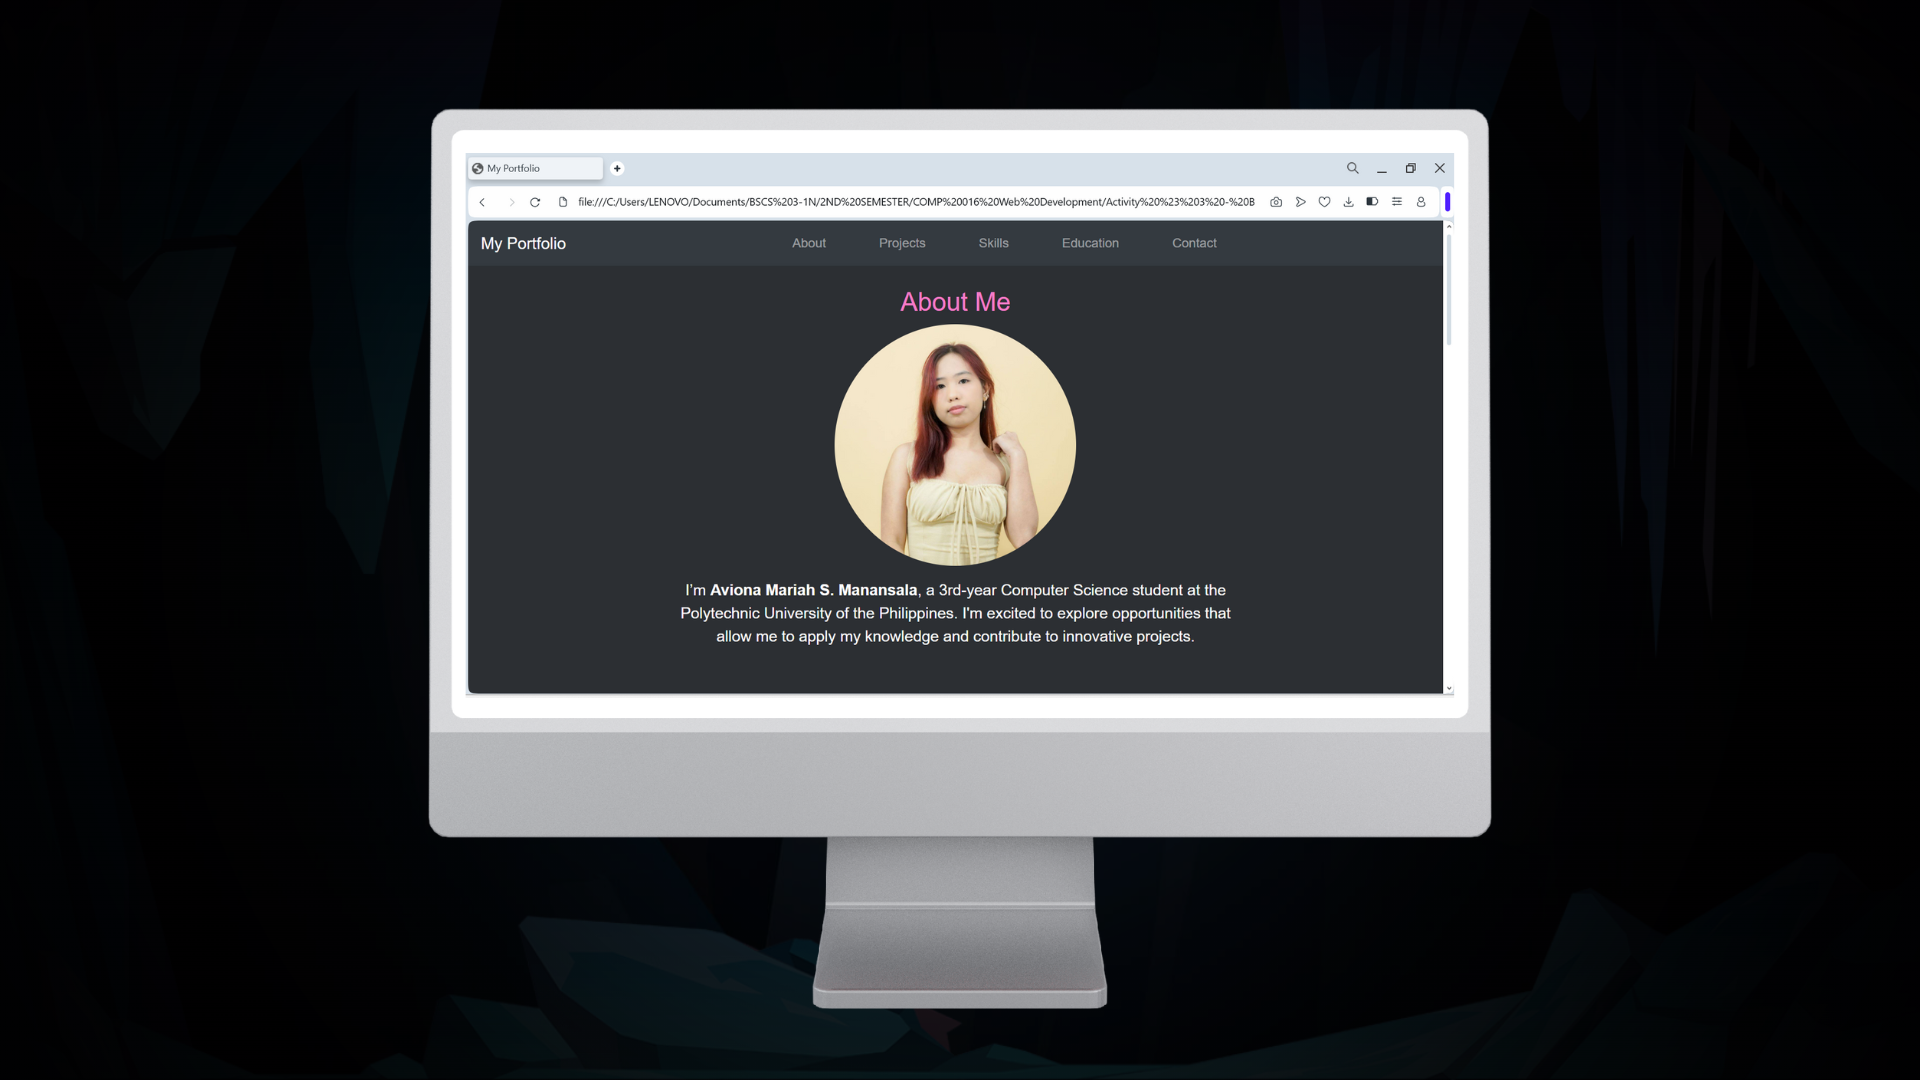 My Portfolio
file:///C:/Users/LENOVO/Documents/BSCS%203-1N/2ND%20SEMESTER/COMP%20016%20Web%20Development/Activity%20%23%203%20-%20B
My Portfolio About Projects Skills Education Contact
About Me
I'm Aviona Mariah S. Manansala, a 3rd-year Computer Science student at the
Polytechnic University of the Philippines. I'm excited to explore opportunities that
allow me to apply my knowledge and contribute to innovative projects.